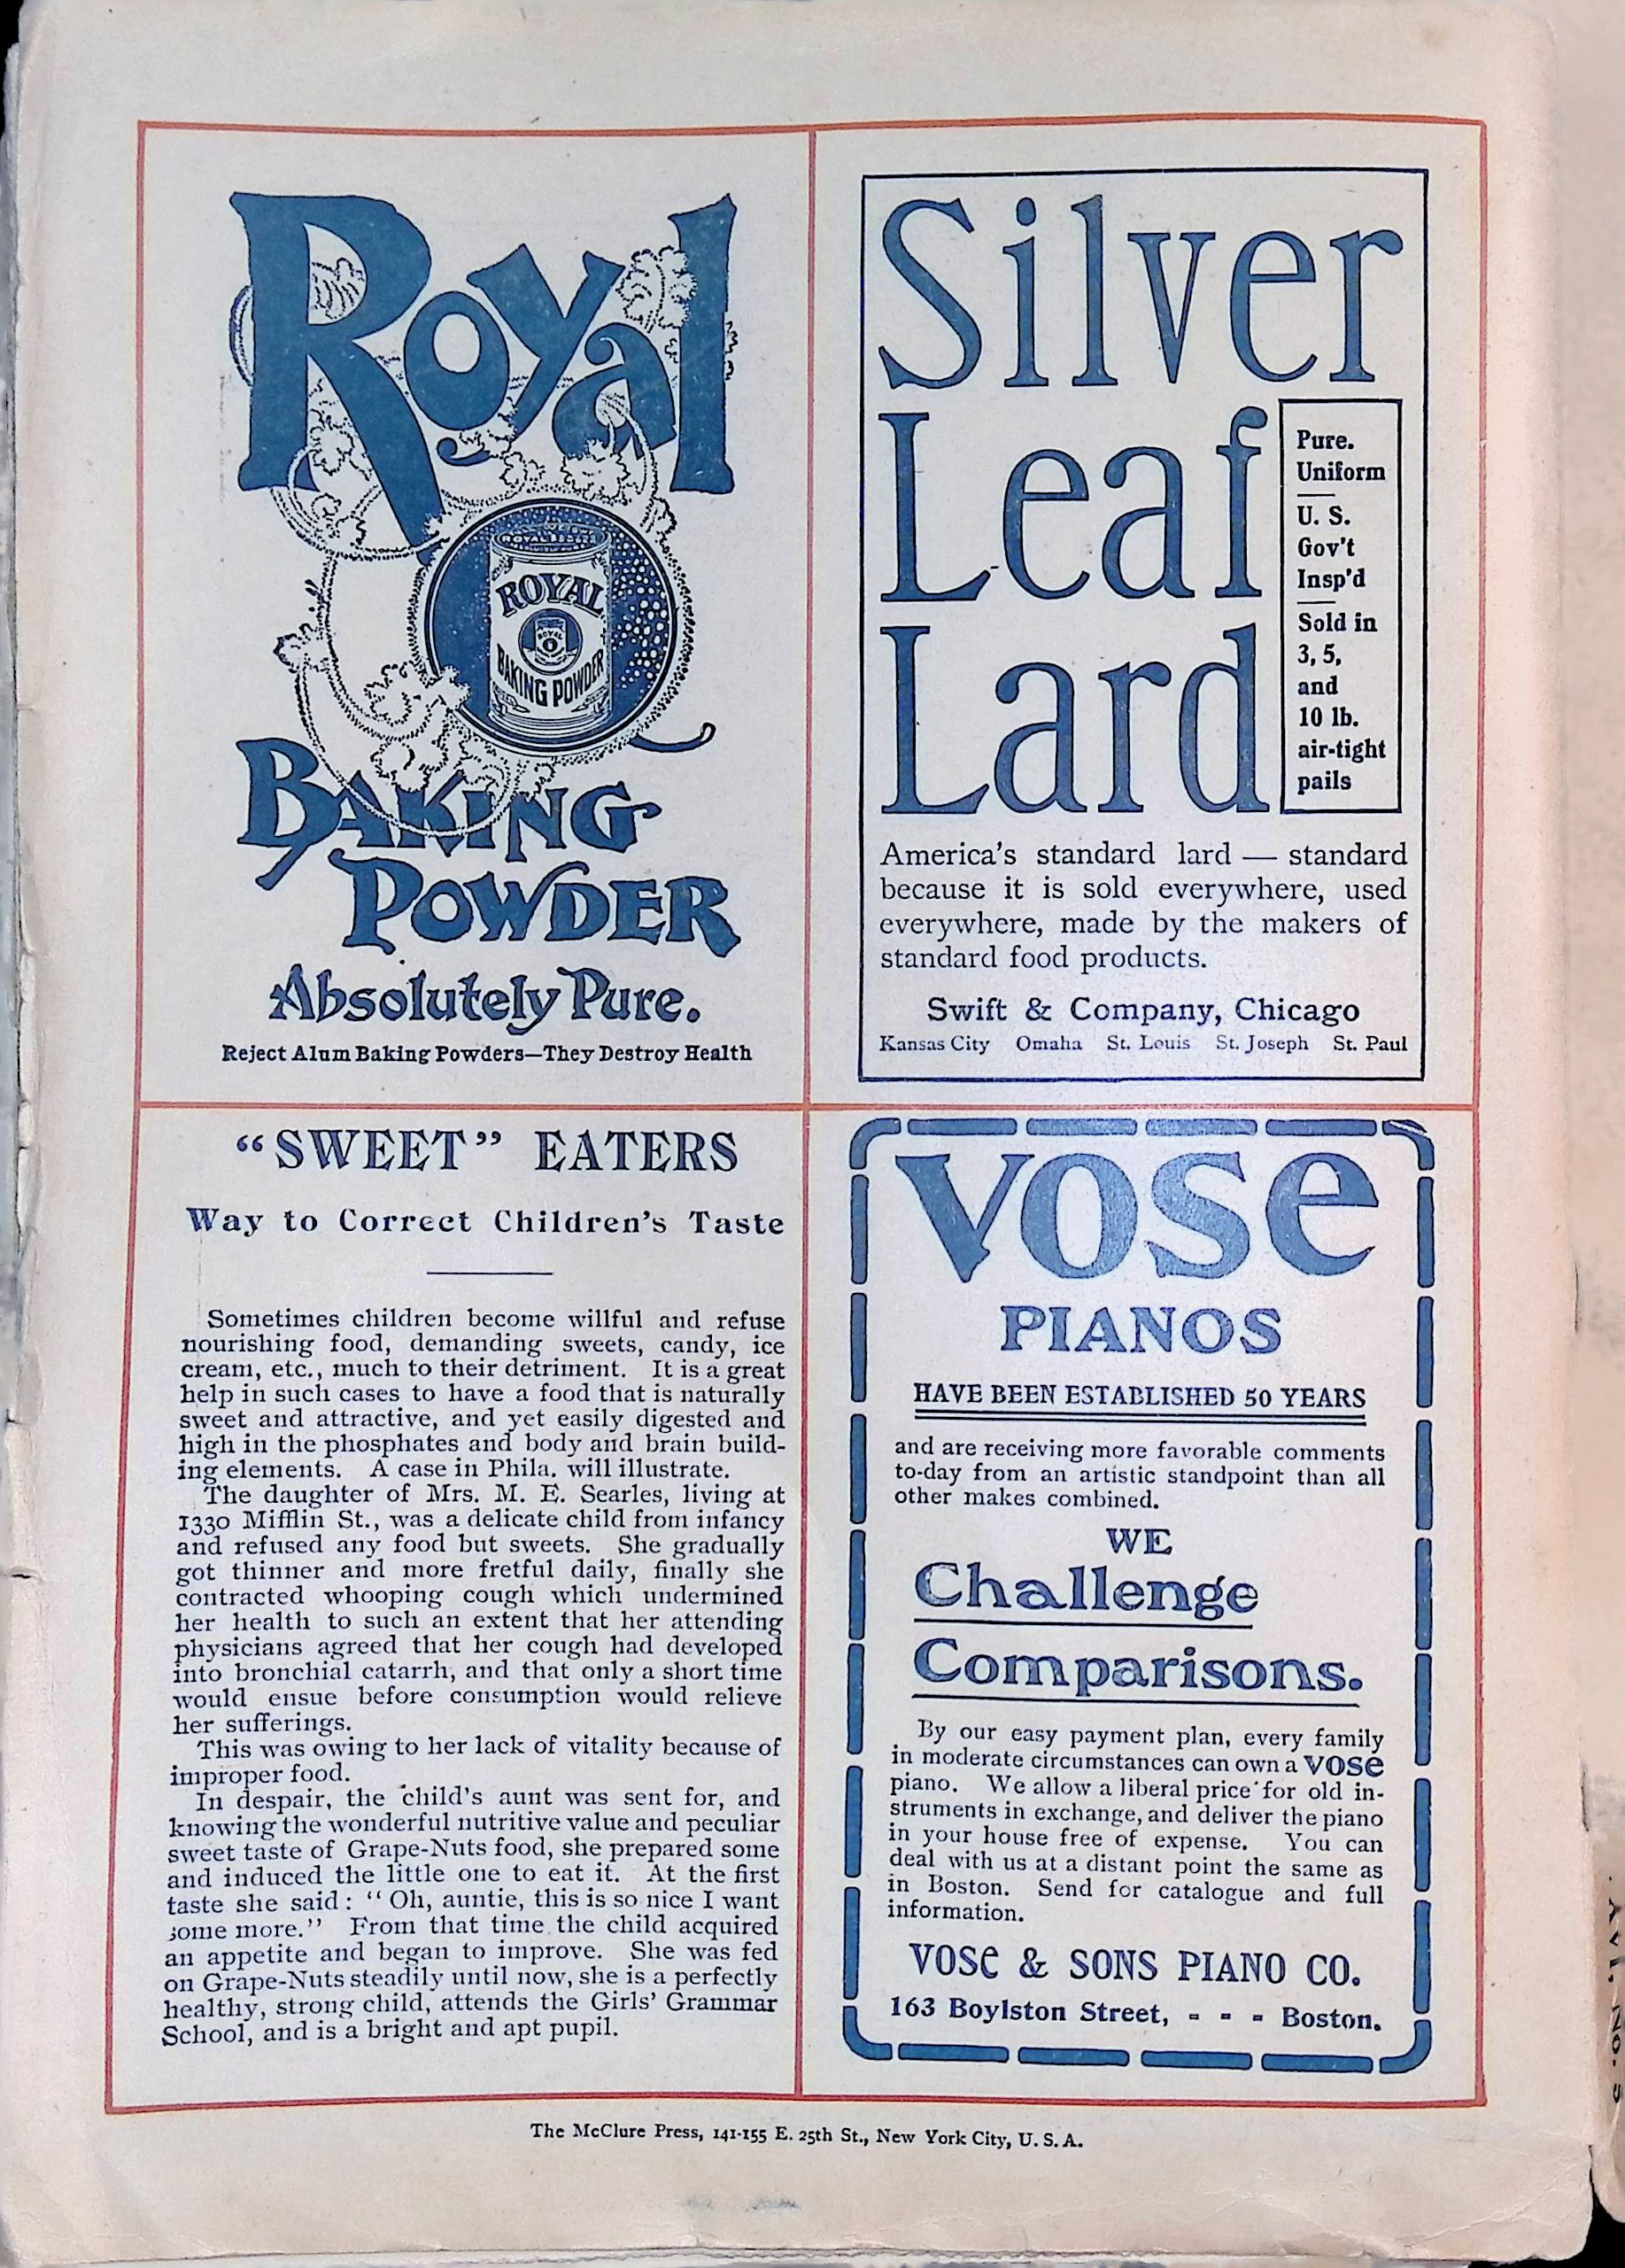 Royal
ROYAL
ROYAL
BAKING POWDER
BAKING
POWDER
Absolutely Pure.
Reject Alum Baking Powders—They Destroy Health
Silver
Leaf
Lard
Pure.
Uniform
U. S.
Gov't
Insp'd
Sold in
3, 5,
and
10 lb.
air-tight
pails
America's standard lard — standard
because it is sold everywhere, used
everywhere, made by the makers of
standard food products.
Swift & Company, Chicago
Kansas City Omaha St. Louis St. Joseph St. Paul
“SWEET” EATERS
Way to Correct Children's Taste
Sometimes children become willful and refuse
nourishing food, demanding sweets, candy, ice
cream, etc., much to their detriment. It is a great
help in such cases to have a food that is naturally
sweet and attractive, and yet easily digested and
high in the phosphates and body and brain build-
ing elements. A case in Phila. will illustrate.
The daughter of Mrs. M. E. Searles, living at
1330 Mifflin St., was a delicate child from infancy
and refused any food but sweets. She gradually
got thinner and more fretful daily, finally she
contracted whooping cough which undermined
her health to such an extent that her attending
physicians agreed that her cough had developed
into bronchial catarrh, and that only a short time
would ensue before consumption would relieve
her sufferings.
This was owing to her lack of vitality because of
improper food.
In despair, the child's aunt was sent for, and
knowing the wonderful nutritive value and peculiar
sweet taste of Grape-Nuts food, she prepared some
and induced the little one to eat it. At the first
taste she said: “Oh, auntie, this is so nice I want
some more.” From that time the child acquired
an appetite and began to improve. She was fed
on Grape-Nuts steadily until now, she is a perfectly
healthy, strong child, attends the Girls' Grammar
School, and is a bright and apt pupil.
vose
PIANOS
HAVE BEEN ESTABLISHED 50 YEARS
and are receiving more favorable comments
to-day from an artistic standpoint than all
other makes combined.
WE
Challenge
Comparisons.
By our easy payment plan, every family
in moderate circumstances can own a vose
piano. We allow a liberal price for old in-
struments in exchange, and deliver the piano
in your house free of expense. You can
deal with us at a distant point the same as
in Boston. Send for catalogue and full
information.
vose & SONS PIANO CO.
163 Boylston Street, - - - Boston.
The McClure Press, 141-155 E. 25th St., New York City, U. S. A.